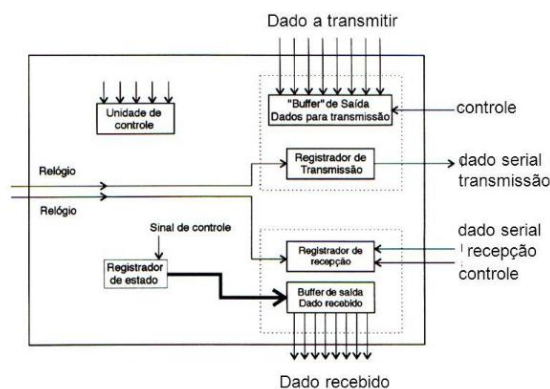 Dado a transmitir
"Buffer" de Saída
Dados para transmissão
controle
Unidade de
controle
Registrador de
Transmissão
dado serial
transmissão
Relógio
Relógio
Sinal de controle
Registrador
de estado
Registrador de
recepção
dado serial
recepção
controle
Buffer de saída
Dado recebido
Dado recebido